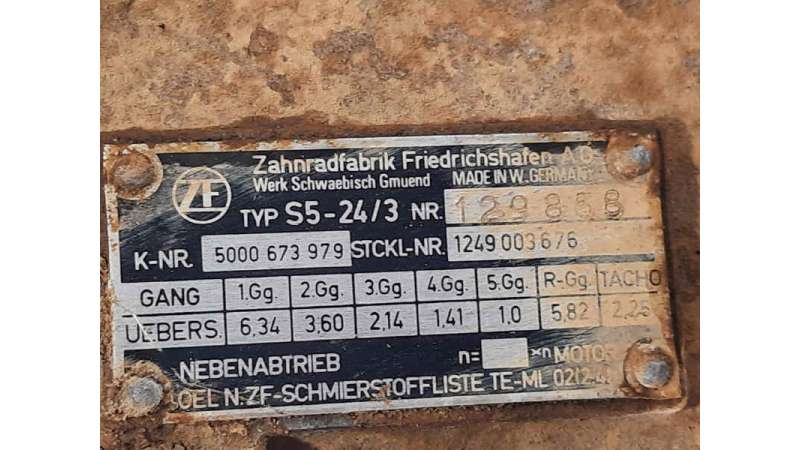 Zahnradfabrik Friedrichshafen AG
ZF
Werk Schwaebisch Gmuend MADE IN W. GERMANY
TYP S5-24/3 NR. 129858
K-NR. 5000 673 979 STCKL-NR. 1249 003 676
GANG 1.Gg. 2.Gg. 3.Gg. 4.Gg. 5.Gg. R-Gg. TACHO
UEBERS. 6,34 3,60 2,14 1,41 1,0 5,82 2,25
NEBENABTRIEB n= ×n MOTOR
OEL N. ZF-SCHMIERSTOFFLISTE TE-ML